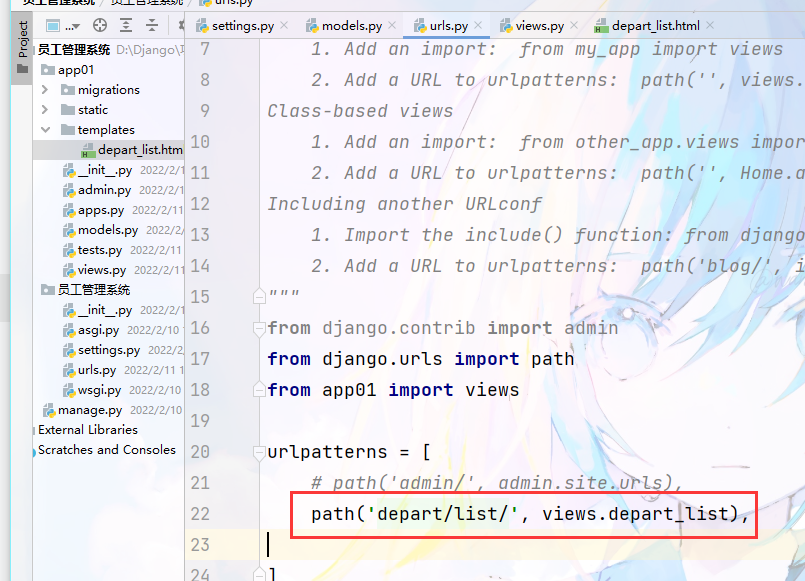 员工管理系统 员工管理系统 urls.py
Project
...
settings.py models.py urls.py views.py depart_list.html
员工管理系统 D:\Django\
app01
migrations
static
templates
depart_list.htm
__init__.py 2022/2/1
admin.py 2022/2/1
apps.py 2022/2/11
models.py 2022/2/
tests.py 2022/2/11
views.py 2022/2/11
员工管理系统
__init__.py 2022/2/1
asgi.py 2022/2/10
settings.py 2022/2
urls.py 2022/2/11 1
wsgi.py 2022/2/10
manage.py 2022/2/10
External Libraries
Scratches and Consoles
7 1. Add an import: from my_app import views
8 2. Add a URL to urlpatterns: path('', views.
9 Class-based views
10 1. Add an import: from other_app.views impor
11 2. Add a URL to urlpatterns: path('', Home.a
12 Including another URLconf
13 1. Import the include() function: from django
14 2. Add a URL to urlpatterns: path('blog/', i
15 """
16 from django.contrib import admin
17 from django.urls import path
18 from app01 import views
19
20 urlpatterns = [
21 # path('admin/', admin.site.urls),
22 path('depart/list/', views.depart_list),
23
24 ]